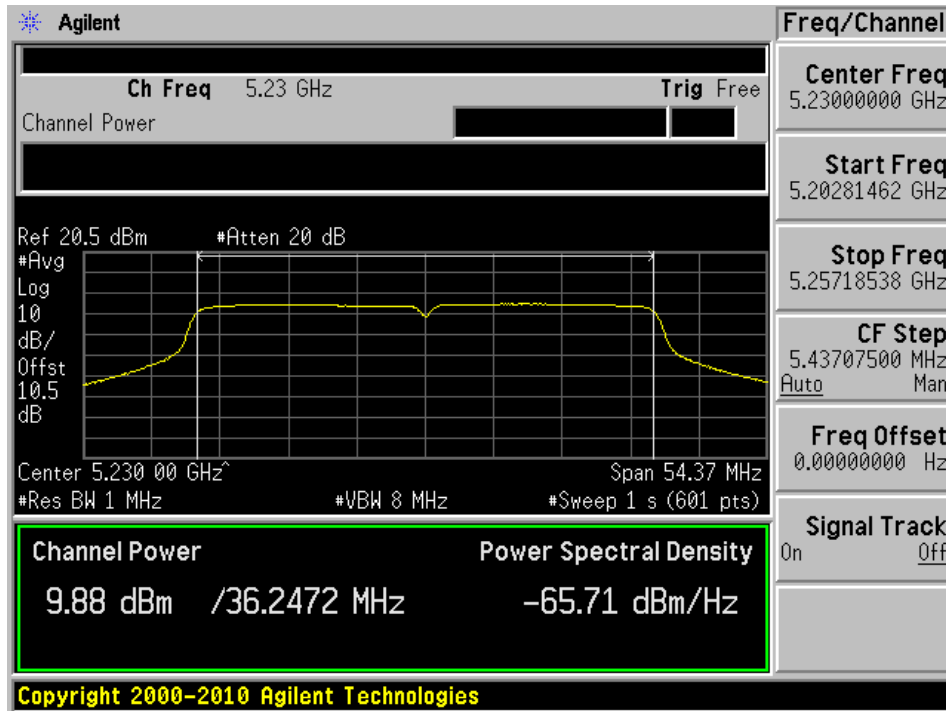 Agilent
Freq/Channel
Ch Freq 5.23 GHz Trig Free
Channel Power
Center Freq
5.23000000 GHz
Start Freq
5.20281462 GHz
Stop Freq
5.25718538 GHz
CF Step
5.43707500 MHz
Auto Man
Freq Offset
0.00000000 Hz
Signal Track
On Off
Ref 20.5 dBm #Atten 20 dB
#Avg
Log
10
dB/
Offst
10.5
dB
Center 5.230 00 GHz^ Span 54.37 MHz
#Res BW 1 MHz #VBW 8 MHz #Sweep 1 s (601 pts)
Channel Power Power Spectral Density
9.88 dBm /36.2472 MHz -65.71 dBm/Hz
Copyright 2000-2010 Agilent Technologies